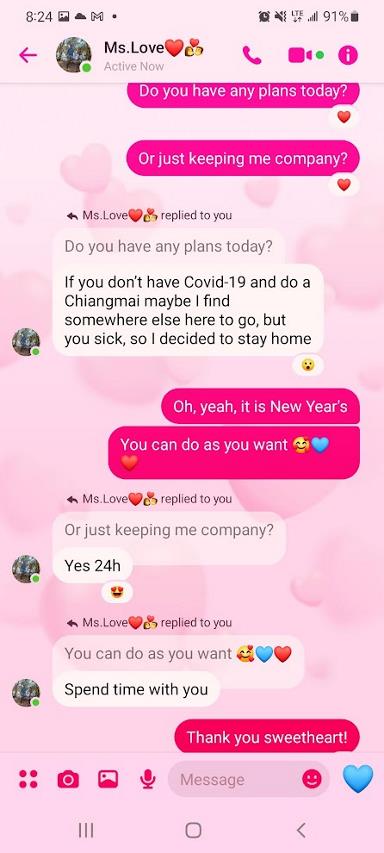 8:24
LTE 91%
Ms.Love❤️💏
Active Now
Do you have any plans today?
Or just keeping me company?
Ms.Love❤️💏 replied to you
Do you have any plans today?
If you don't have Covid-19 and do a
Chiangmai maybe I find
somewhere else here to go, but
you sick, so I decided to stay home
Oh, yeah, it is New Year's
You can do as you want 🥰💙
❤️
Ms.Love❤️💏 replied to you
Or just keeping me company?
Yes 24h
Ms.Love❤️💏 replied to you
You can do as you want 🥰💙❤️
Spend time with you
Thank you sweetheart!
Message